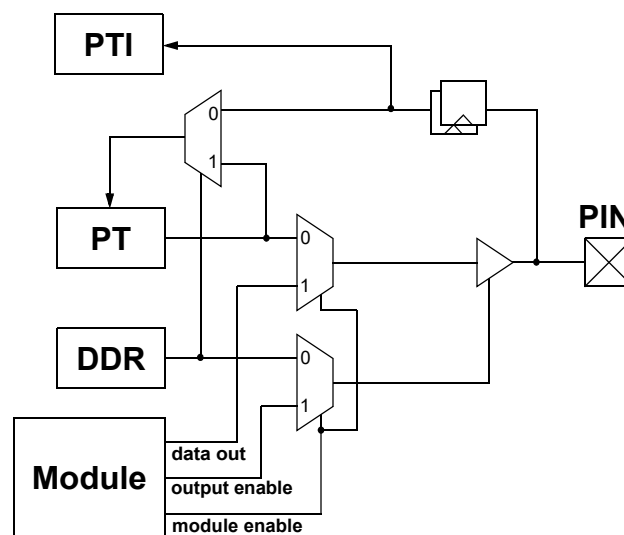 PTI
0
1
PT
PIN
0
1
DDR
0
1
Module
data out
output enable
module enable